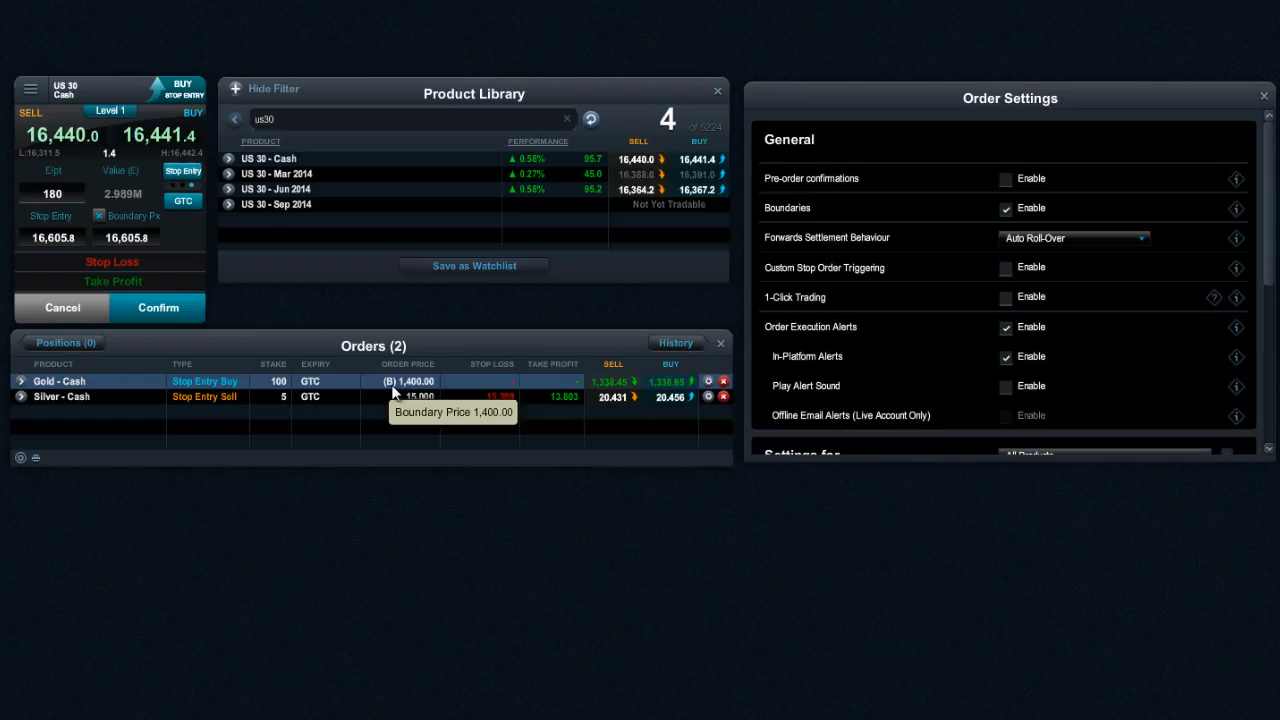 US 30
Cash
BUY
STOP ENTRY
SELL
Level 1
BUY
16,440.0
16,441.4
L:16,311.5
1.4
H:16,442.4
£/pt
Value (£)
Stop Entry
180
2.989M
GTC
Stop Entry
Boundary Px
16,605.8
16,605.8
Stop Loss
Take Profit
Cancel
Confirm
Hide Filter
Product Library
us30
4 of 5224
PRODUCT PERFORMANCE SELL BUY
US 30 - Cash 0.58% 95.7 16,440.0 16,441.4
US 30 - Mar 2014 0.27% 45.0 16,388.0 16,391.0
US 30 - Jun 2014 0.58% 95.2 16,364.2 16,367.2
US 30 - Sep 2014 Not Yet Tradable
Save as Watchlist
Positions (0)
Orders (2)
History
PRODUCT TYPE STAKE EXPIRY ORDER PRICE STOP LOSS TAKE PROFIT SELL BUY
Gold - Cash Stop Entry Buy 100 GTC (B) 1,400.00 - - 1,338.45 1,338.85
Silver - Cash Stop Entry Sell 5 GTC 15.000 13.803 20.431 20.456
Boundary Price 1,400.00
Order Settings
General
Pre-order confirmations Enable
Boundaries Enable
Forwards Settlement Behaviour Auto Roll-Over
Custom Stop Order Triggering Enable
1-Click Trading Enable
Order Execution Alerts Enable
In-Platform Alerts Enable
Play Alert Sound Enable
Offline Email Alerts (Live Account Only) Enable
Settings for All Products